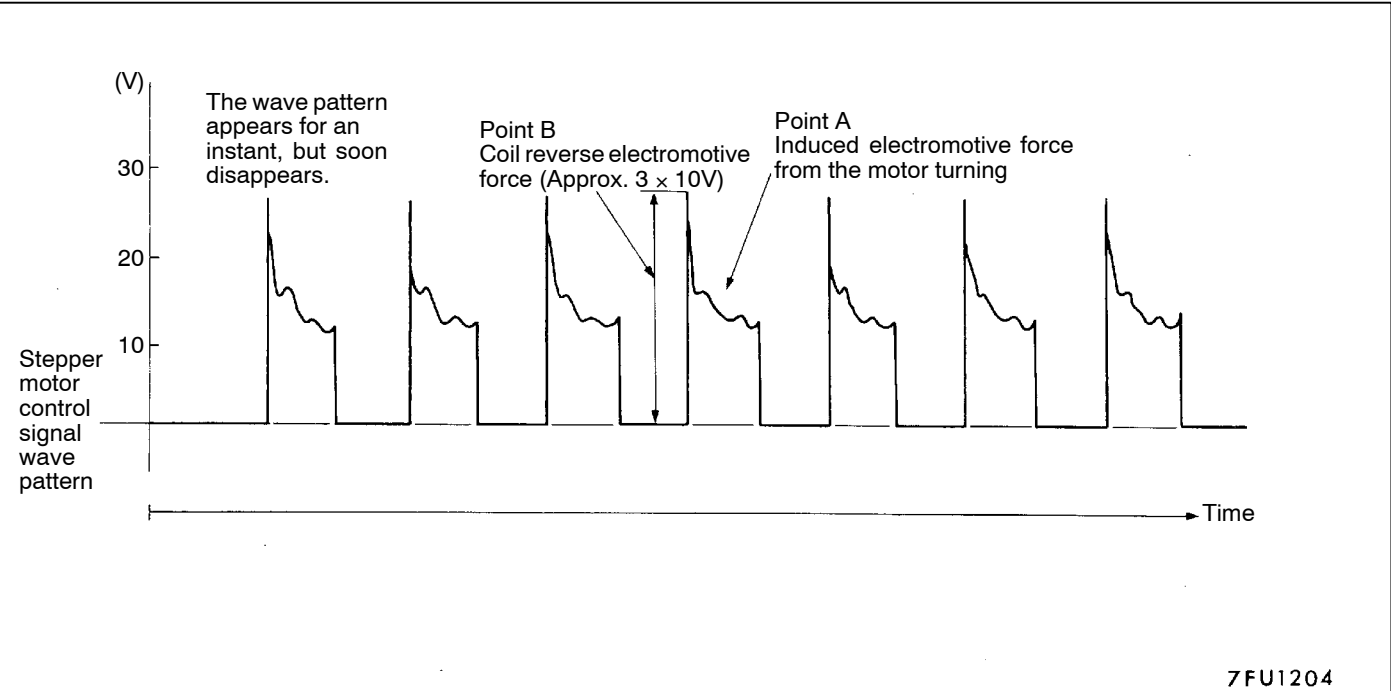 (V)
The wave pattern
appears for an
instant, but soon
disappears.
Point B
Coil reverse electromotive
force (Approx. 3 × 10V)
Point A
Induced electromotive force
from the motor turning
30
20
10
Stepper
motor
control
signal
wave
pattern
Time
7FU1204